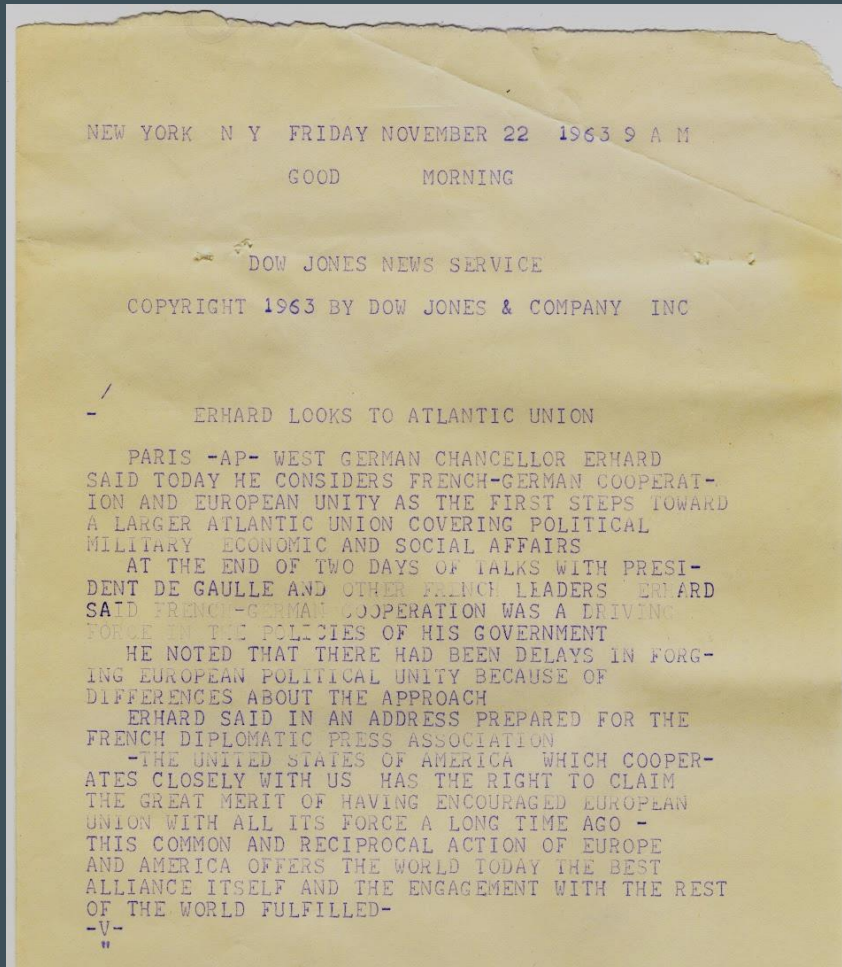 NEW YORK N Y FRIDAY NOVEMBER 22 1963 9 A M
GOOD MORNING
DOW JONES NEWS SERVICE
COPYRIGHT 1963 BY DOW JONES & COMPANY INC
/
- ERHARD LOOKS TO ATLANTIC UNION
PARIS -AP- WEST GERMAN CHANCELLOR ERHARD
SAID TODAY HE CONSIDERS FRENCH-GERMAN COOPERAT-
ION AND EUROPEAN UNITY AS THE FIRST STEPS TOWARD
A LARGER ATLANTIC UNION COVERING POLITICAL
MILITARY ECONOMIC AND SOCIAL AFFAIRS
AT THE END OF TWO DAYS OF TALKS WITH PRESI-
DENT DE GAULLE AND OTHER FRENCH LEADERS ERHARD
SAID FRENCH-GERMAN COOPERATION WAS A DRIVING
FORCE IN THE POLICIES OF HIS GOVERNMENT
HE NOTED THAT THERE HAD BEEN DELAYS IN FORG-
ING EUROPEAN POLITICAL UNITY BECAUSE OF
DIFFERENCES ABOUT THE APPROACH
ERHARD SAID IN AN ADDRESS PREPARED FOR THE
FRENCH DIPLOMATIC PRESS ASSOCIATION
-THE UNITED STATES OF AMERICA WHICH COOPER-
ATES CLOSELY WITH US HAS THE RIGHT TO CLAIM
THE GREAT MERIT OF HAVING ENCOURAGED EUROPEAN
UNION WITH ALL ITS FORCE A LONG TIME AGO -
THIS COMMON AND RECIPROCAL ACTION OF EUROPE
AND AMERICA OFFERS THE WORLD TODAY THE BEST
ALLIANCE ITSELF AND THE ENGAGEMENT WITH THE REST
OF THE WORLD FULFILLED-
-V-
"